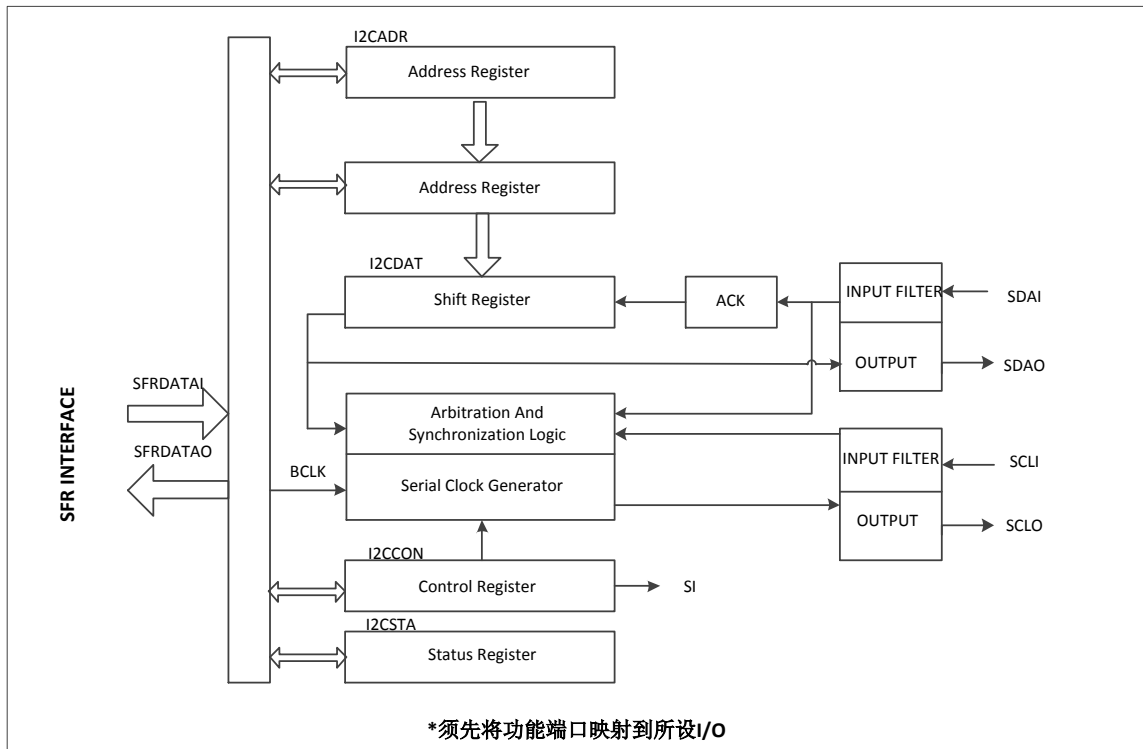 I2CADR
Address Register
Address Register
I2CDAT
Shift Register
ACK
INPUT FILTER
SDAI
OUTPUT
SDAO
SFR INTERFACE
SFRDATAI
SFRDATAO
Arbitration And
Synchronization Logic
BCLK
Serial Clock Generator
INPUT FILTER
SCLI
OUTPUT
SCLO
I2CCON
Control Register
SI
I2CSTA
Status Register
*须先将功能端口映射到所设I/O